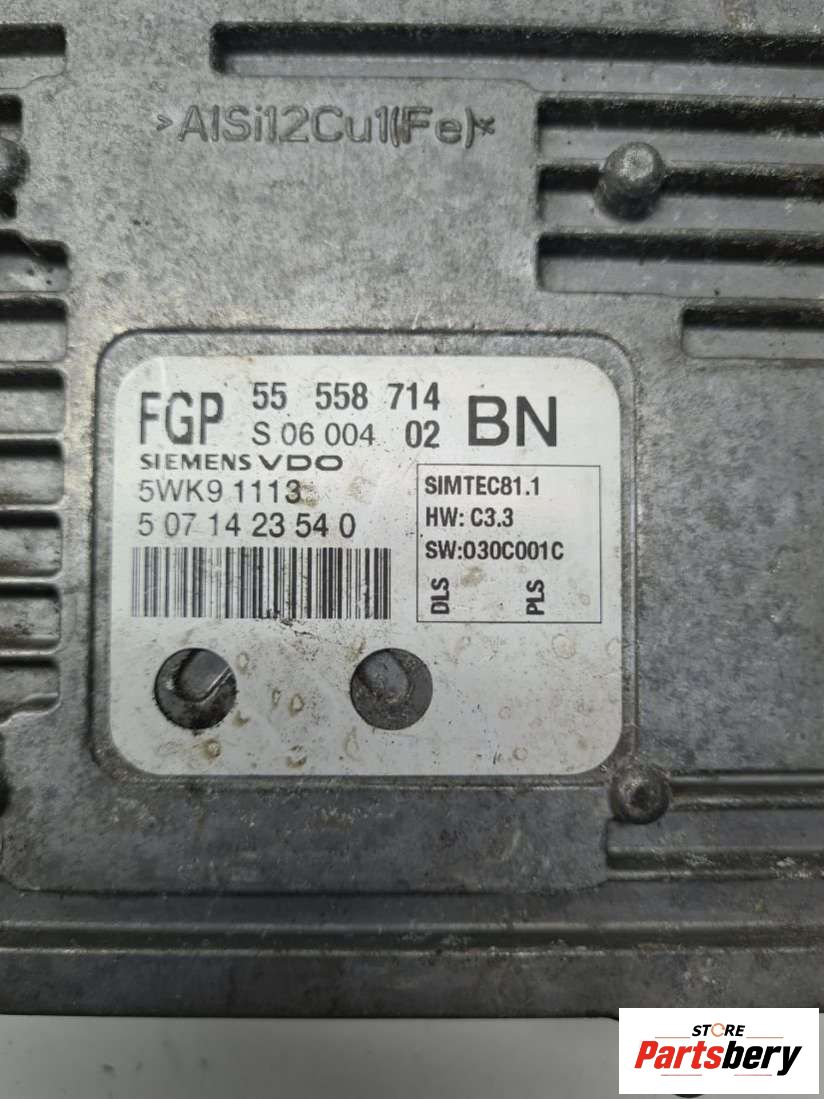 >AlSi12Cu1(Fe)<
FGP 55 558 714 BN
S 06 004 02
SIEMENS VDO
5WK9 1113
5 07 14 23 54 0
SIMTEC81.1
HW: C3.3
SW:030C001C
DLS PLS
STORE
Partsbery